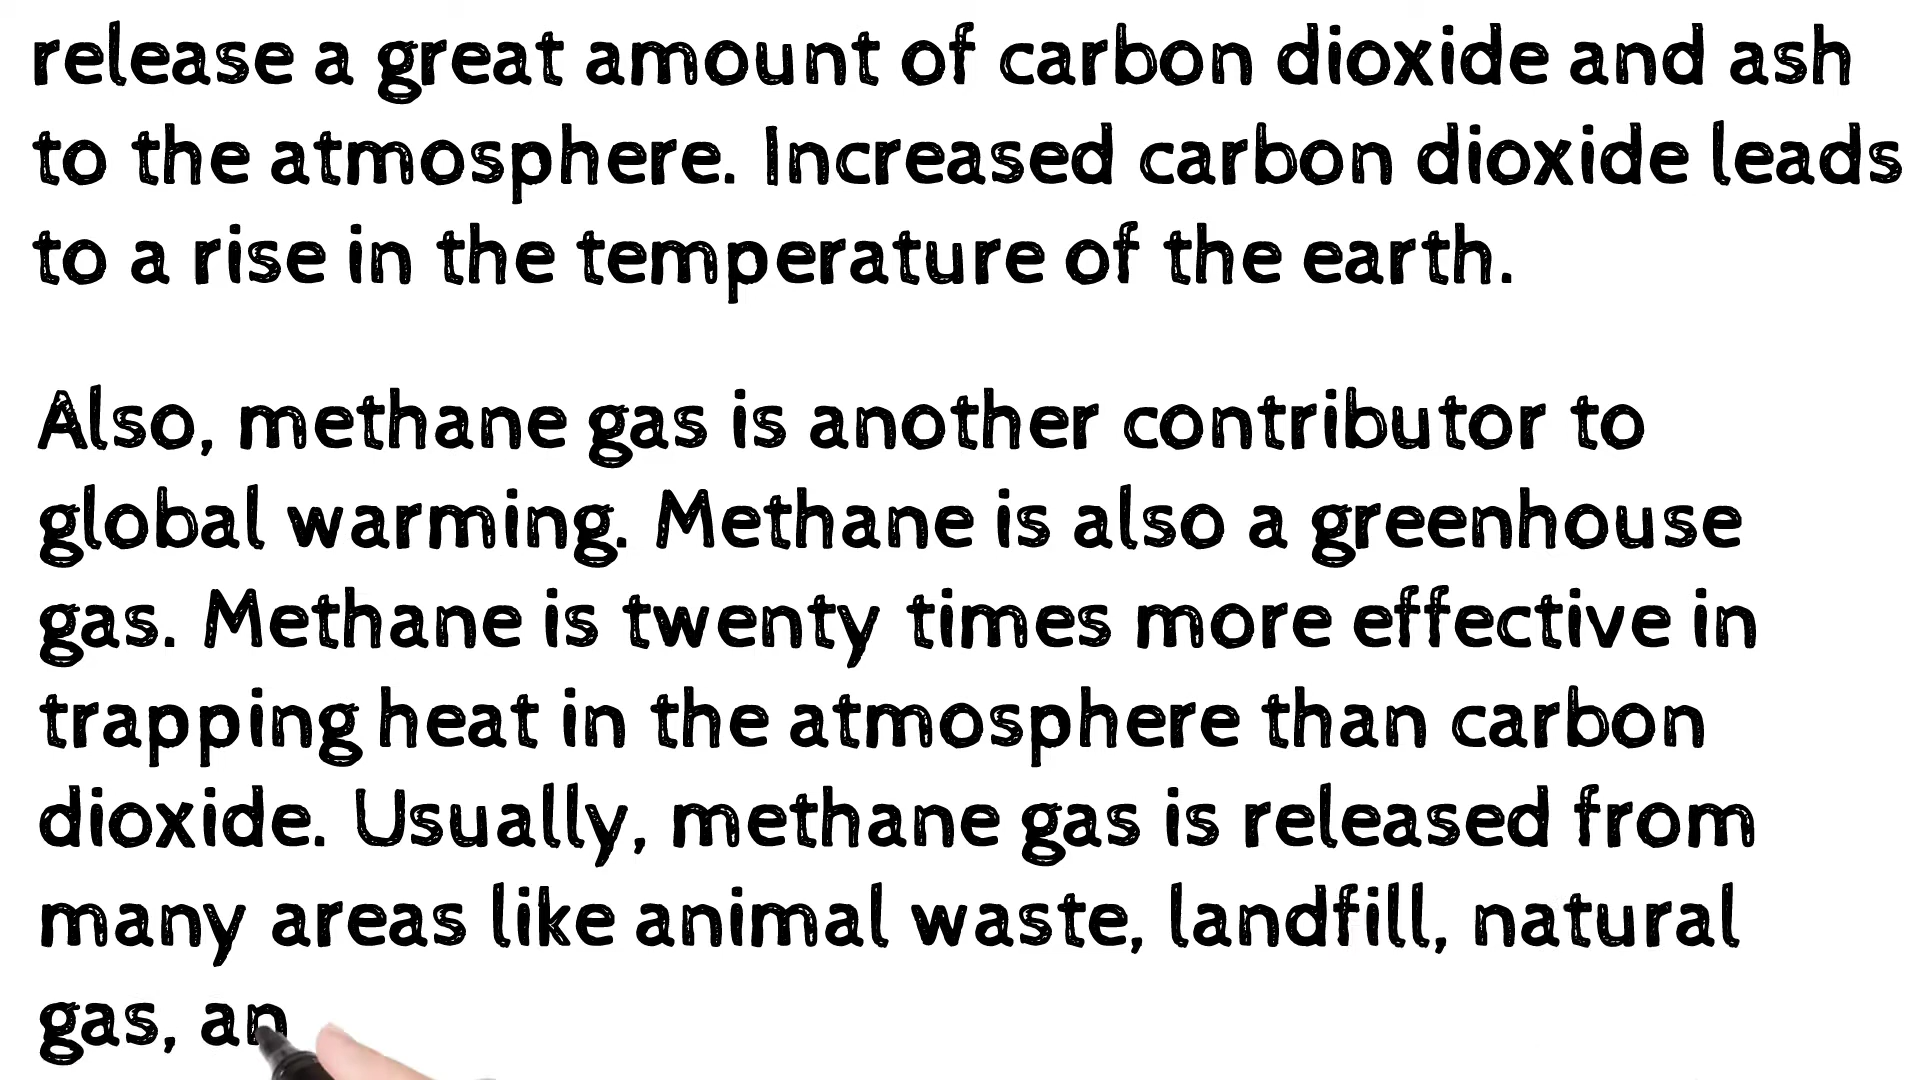 release a great amount of carbon dioxide and ash
to the atmosphere. Increased carbon dioxide leads
to a rise in the temperature of the earth.
Also, methane gas is another contributor to
global warming. Methane is also a greenhouse
gas. Methane is twenty times more effective in
trapping heat in the atmosphere than carbon
dioxide. Usually, methane gas is released from
many areas like animal waste, landfill, natural
gas, an